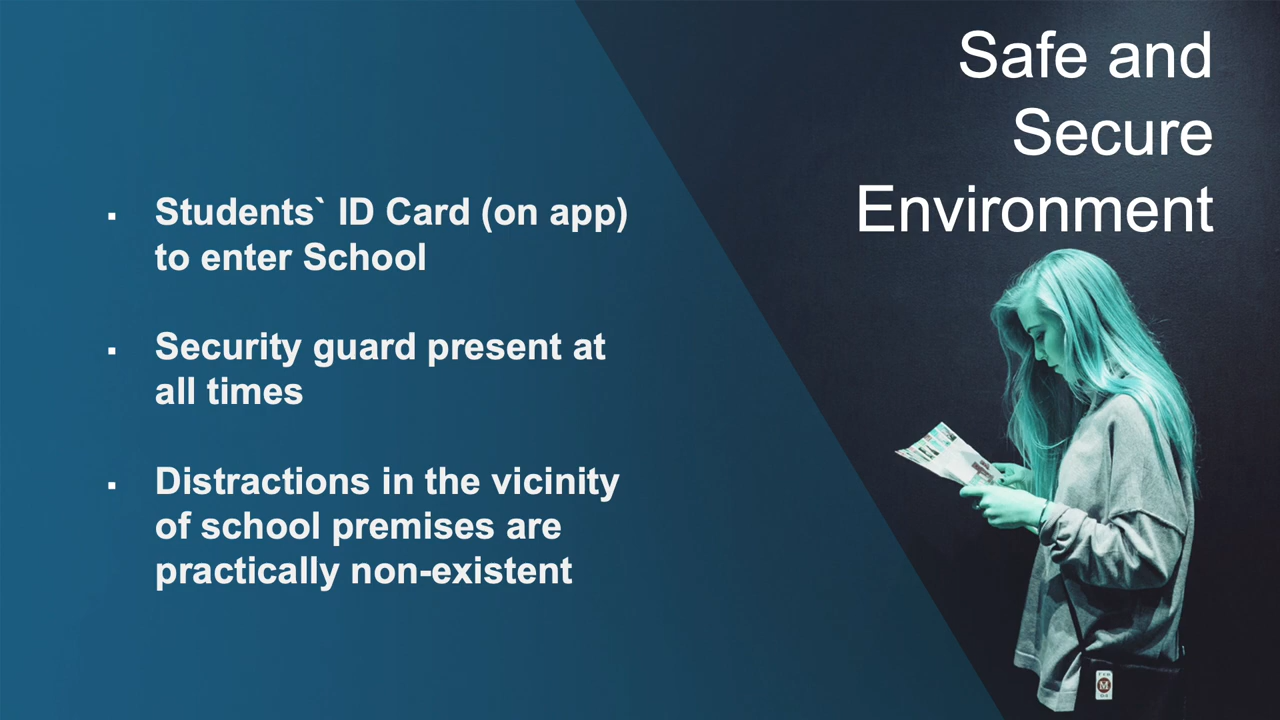 Safe and
Secure
Environment
▪ Students` ID Card (on app)
to enter School
▪ Security guard present at
all times
▪ Distractions in the vicinity
of school premises are
practically non-existent
M